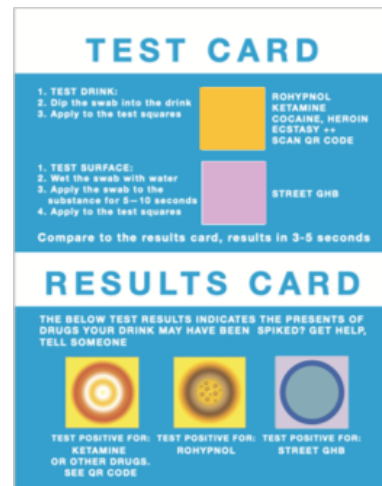 TEST CARD
1. TEST DRINK:
2. Dip the swab into the drink
3. Apply to the test squares
ROHYPNOL
KETAMINE
COCAINE, HEROIN
ECSTASY ++
SCAN QR CODE
1. TEST SURFACE:
2. Wet the swab with water
3. Apply the swab to the
substance for 5—10 seconds
4. Apply to the test squares
STREET GHB
Compare to the results card, results in 3-5 seconds
RESULTS CARD
THE BELOW TEST RESULTS INDICATES THE PRESENTS OF
DRUGS YOUR DRINK MAY HAVE BEEN SPIKED? GET HELP,
TELL SOMEONE
TEST POSITIVE FOR:
KETAMINE
OR OTHER DRUGS.
SEE QR CODE
TEST POSITIVE FOR:
ROHYPNOL
TEST POSITIVE FOR:
STREET GHB